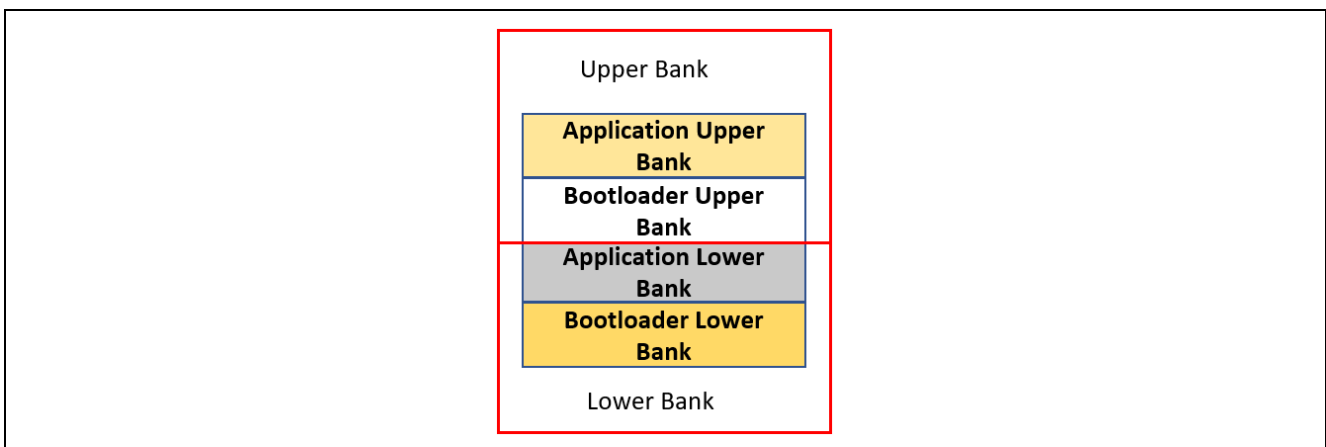 Upper Bank
Application Upper
Bank
Bootloader Upper
Bank
Application Lower
Bank
Bootloader Lower
Bank
Lower Bank